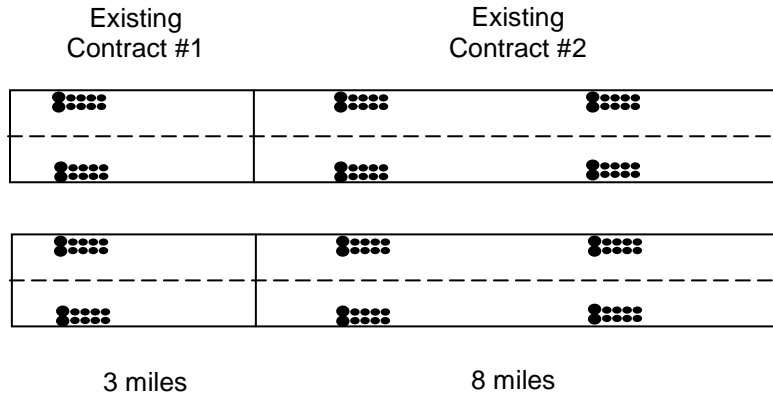 Existing
Contract #1
Existing
Contract #2
3 miles
8 miles